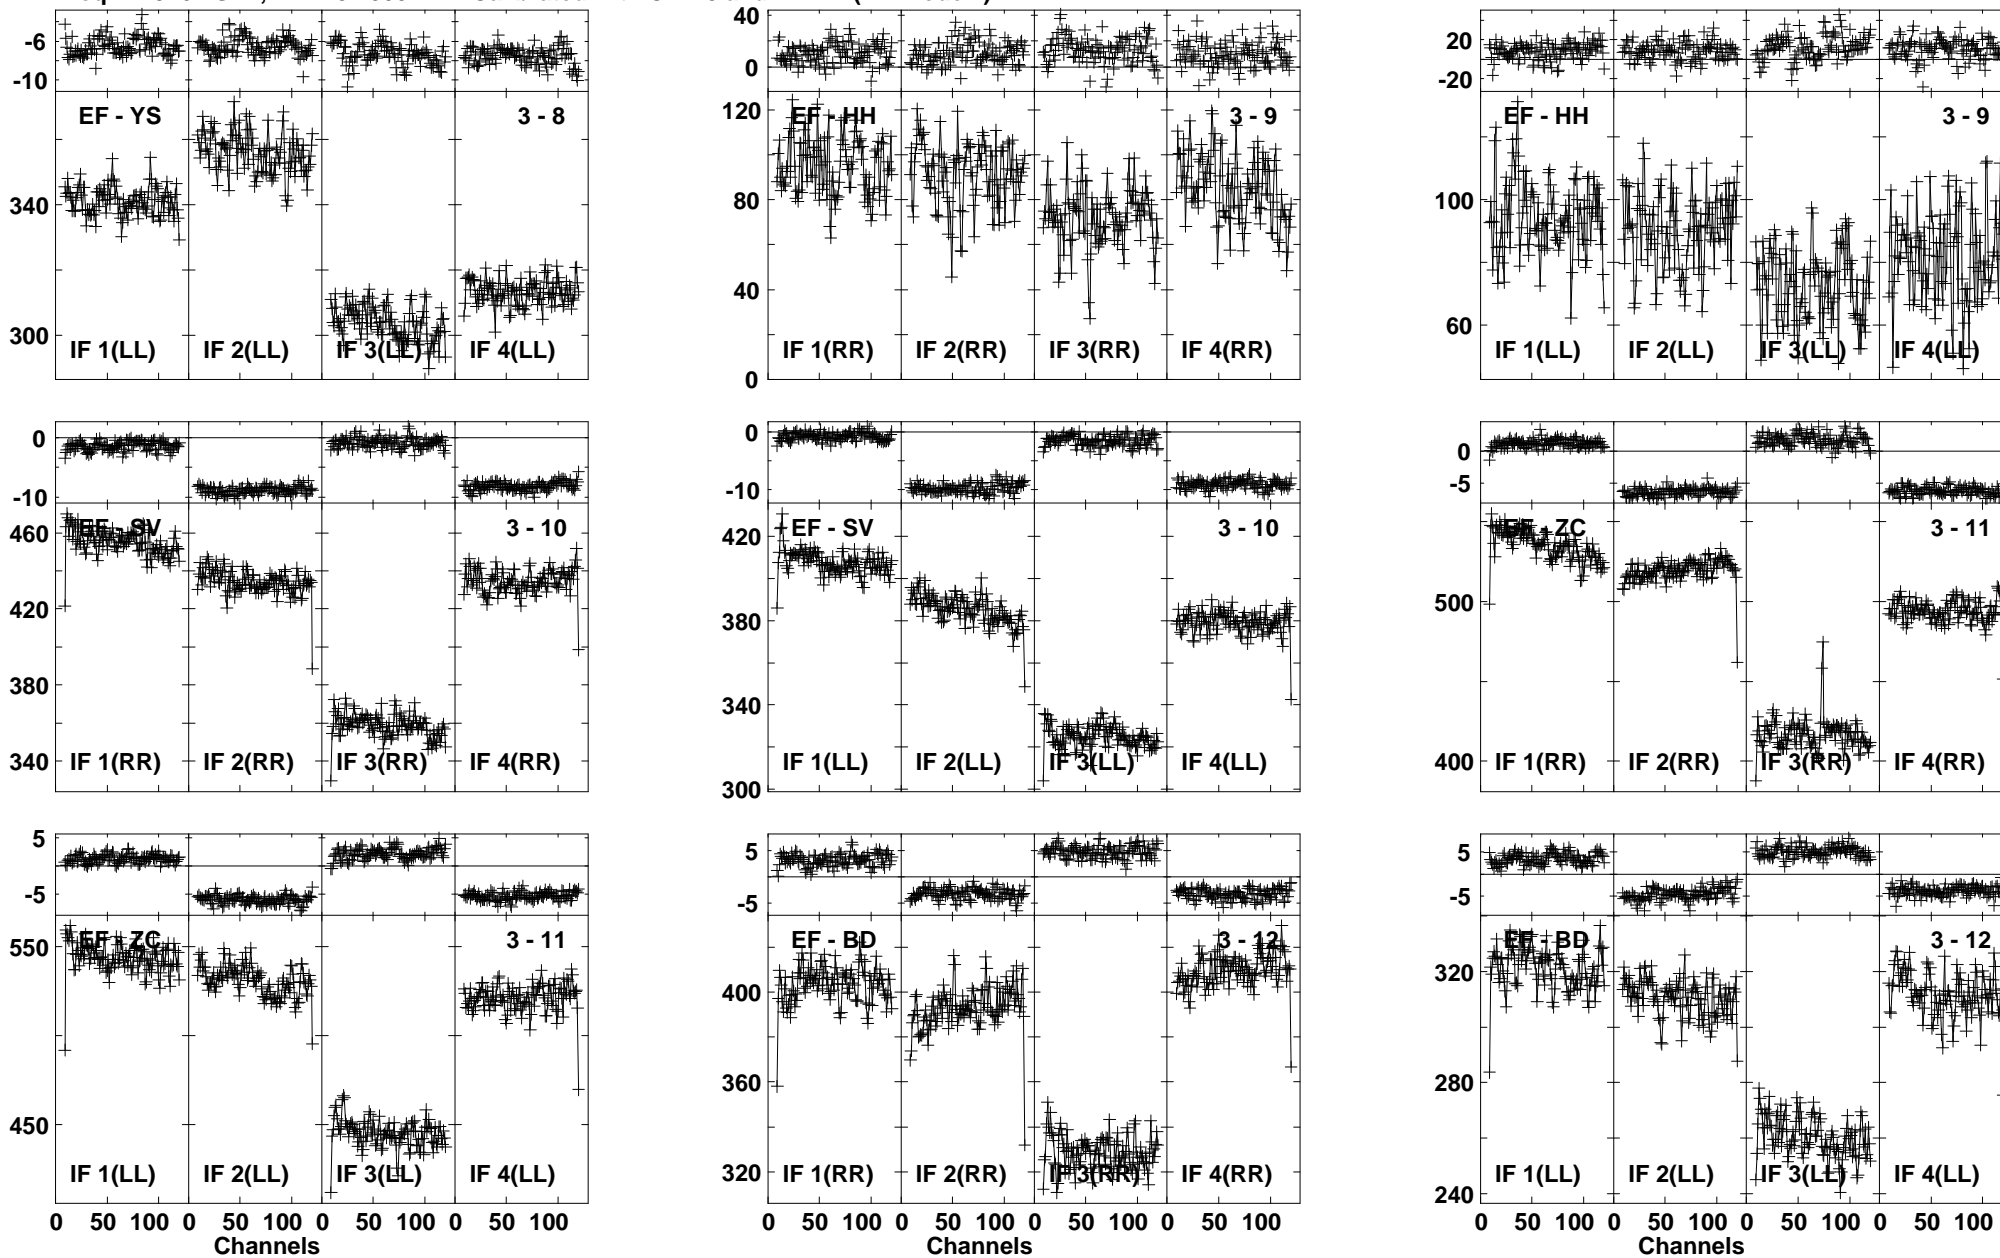 -6
-10
EF - YS
3 - 8
340
300
IF 1(LL)
IF 2(LL)
IF 3(LL)
IF 4(LL)
40
0
120
EF - HH
3 - 9
80
40
0
IF 1(RR)
IF 2(RR)
IF 3(RR)
IF 4(RR)
20
-20
EF - HH
3 - 9
100
60
IF 1(LL)
IF 2(LL)
IF 3(LL)
IF 4(LL)
0
-10
460
EF - SV
3 - 10
420
380
340
IF 1(RR)
IF 2(RR)
IF 3(RR)
IF 4(RR)
0
-10
420
EF - SV
3 - 10
380
340
300
IF 1(LL)
IF 2(LL)
IF 3(LL)
IF 4(LL)
0
-5
EF - ZC
3 - 11
500
400
IF 1(RR)
IF 2(RR)
IF 3(RR)
IF 4(RR)
5
-5
550
EF - ZC
3 - 11
450
IF 1(LL)
IF 2(LL)
IF 3(LL)
IF 4(LL)
0 50 100 0 50 100 0 50 100 0 50 100
Channels
5
-5
EF - BD
3 - 12
400
360
320
IF 1(RR)
IF 2(RR)
IF 3(RR)
IF 4(RR)
0 50 100 0 50 100 0 50 100 0 50 100
Channels
5
-5
EF - BD
3 - 12
320
280
240
IF 1(LL)
IF 2(LL)
IF 3(LL)
IF 4(LL)
0 50 100 0 50 100 0 50 100 0 50 100
Channels